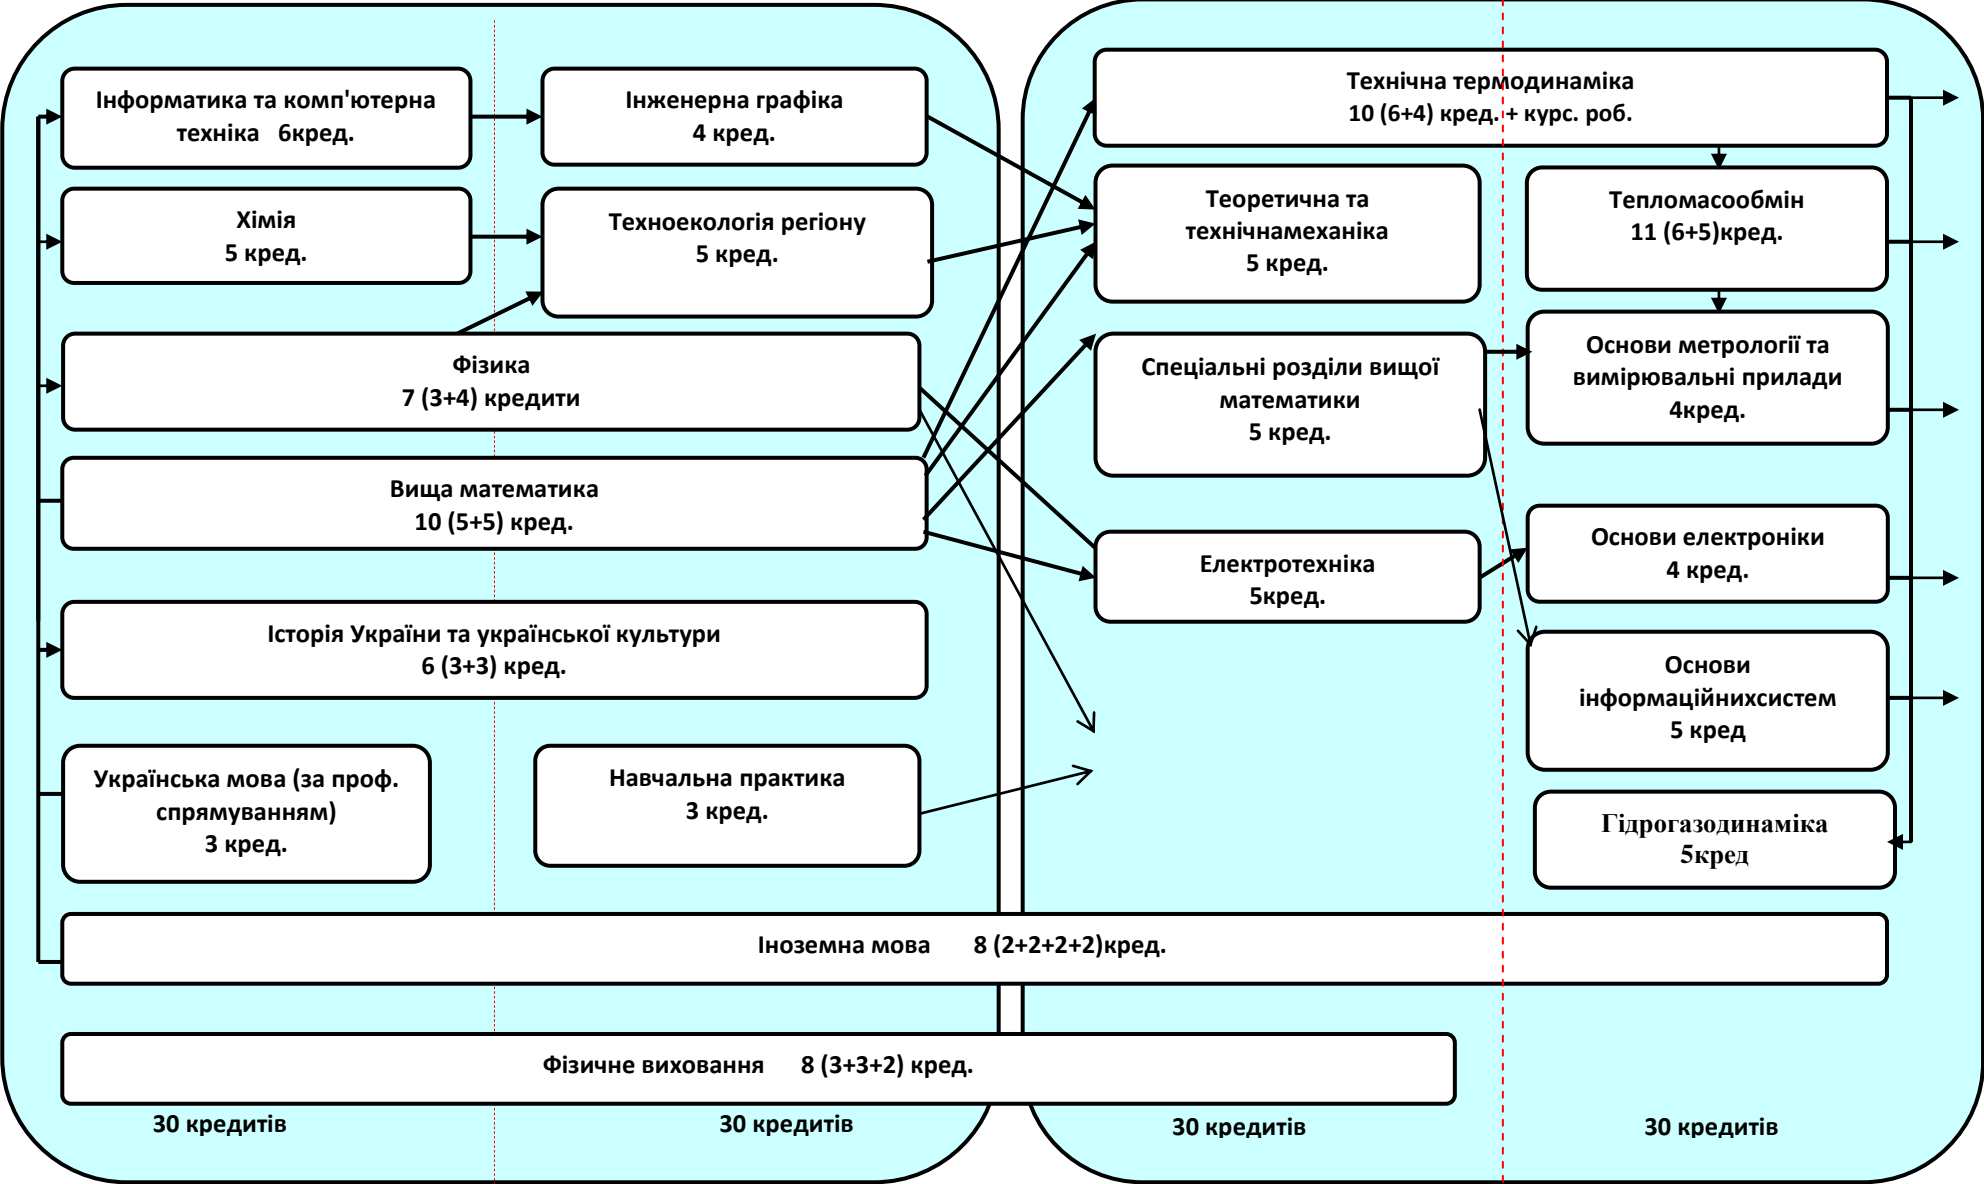 Інформатика та комп'ютерна
техніка 6кред.
Інженерна графіка
4 кред.
Технічна термодинаміка
10 (6+4) кред. + курс. роб.
Хімія
5 кред.
Техноекологія регіону
5 кред.
Теоретична та
технічнамеханіка
5 кред.
Тепломасообмін
11 (6+5)кред.
Фізика
7 (3+4) кредити
Спеціальні розділи вищої
математики
5 кред.
Основи метрології та
вимірювальні прилади
4кред.
Вища математика
10 (5+5) кред.
Електротехніка
5кред.
Основи електроніки
4 кред.
Історія України та української культури
6 (3+3) кред.
Основи
інформаційнихсистем
5 кред
Українська мова (за проф.
спрямуванням)
3 кред.
Навчальна практика
3 кред.
Гідрогазодинаміка
5кред
Іноземна мова 8 (2+2+2+2)кред.
Фізичне виховання 8 (3+3+2) кред.
30 кредитів
30 кредитів
30 кредитів
30 кредитів